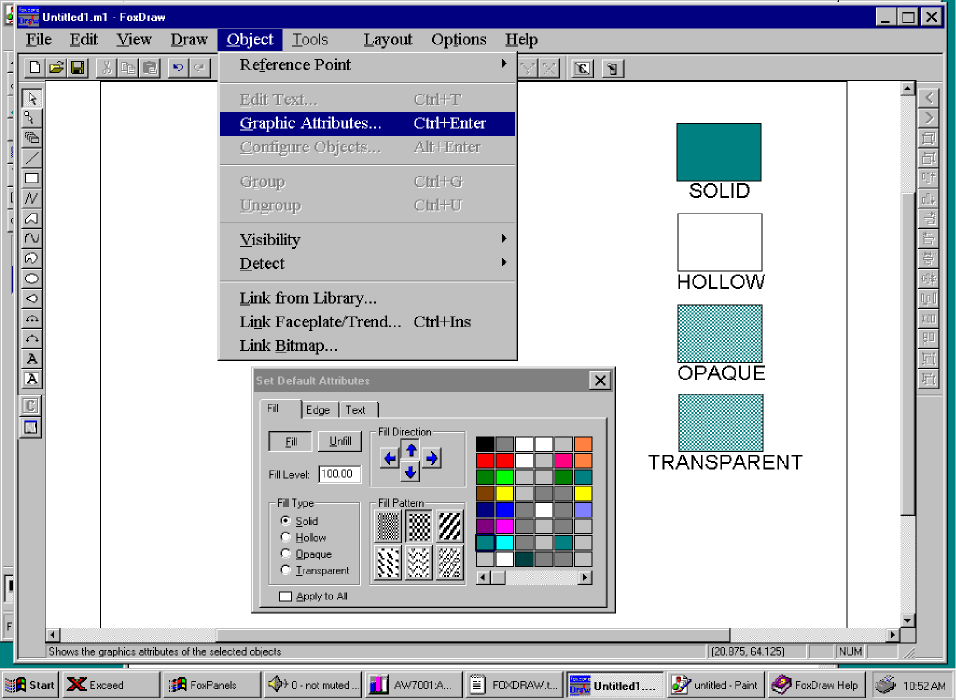 Untitled1.m1 - FoxDraw
File Edit View Draw Object Tools Layout Options Help
Reference Point
Edit Text... Ctrl+T
Graphic Attributes... Ctrl+Enter
Configure Objects... Alt+Enter
Group Ctrl+G
Ungroup Ctrl+U
Visibility
Detect
Link from Library...
Link Faceplate/Trend... Ctrl+Ins
Link Bitmap...
SOLID
HOLLOW
OPAQUE
TRANSPARENT
Set Default Attributes
Fill Edge Text
Fill Unfill
Fill Direction
Fill Level: 100.00
Fill Type
Solid
Hollow
Opaque
Transparent
Fill Pattern
Apply to All
Shows the graphics attributes of the selected objects
(20.875, 64.125) NUM
Start Exceed FoxPanels 0 - not muted ... AW7001:A... FOXDRAW.t... Untitled1.... untitled - Paint FoxDraw Help 10:52 AM